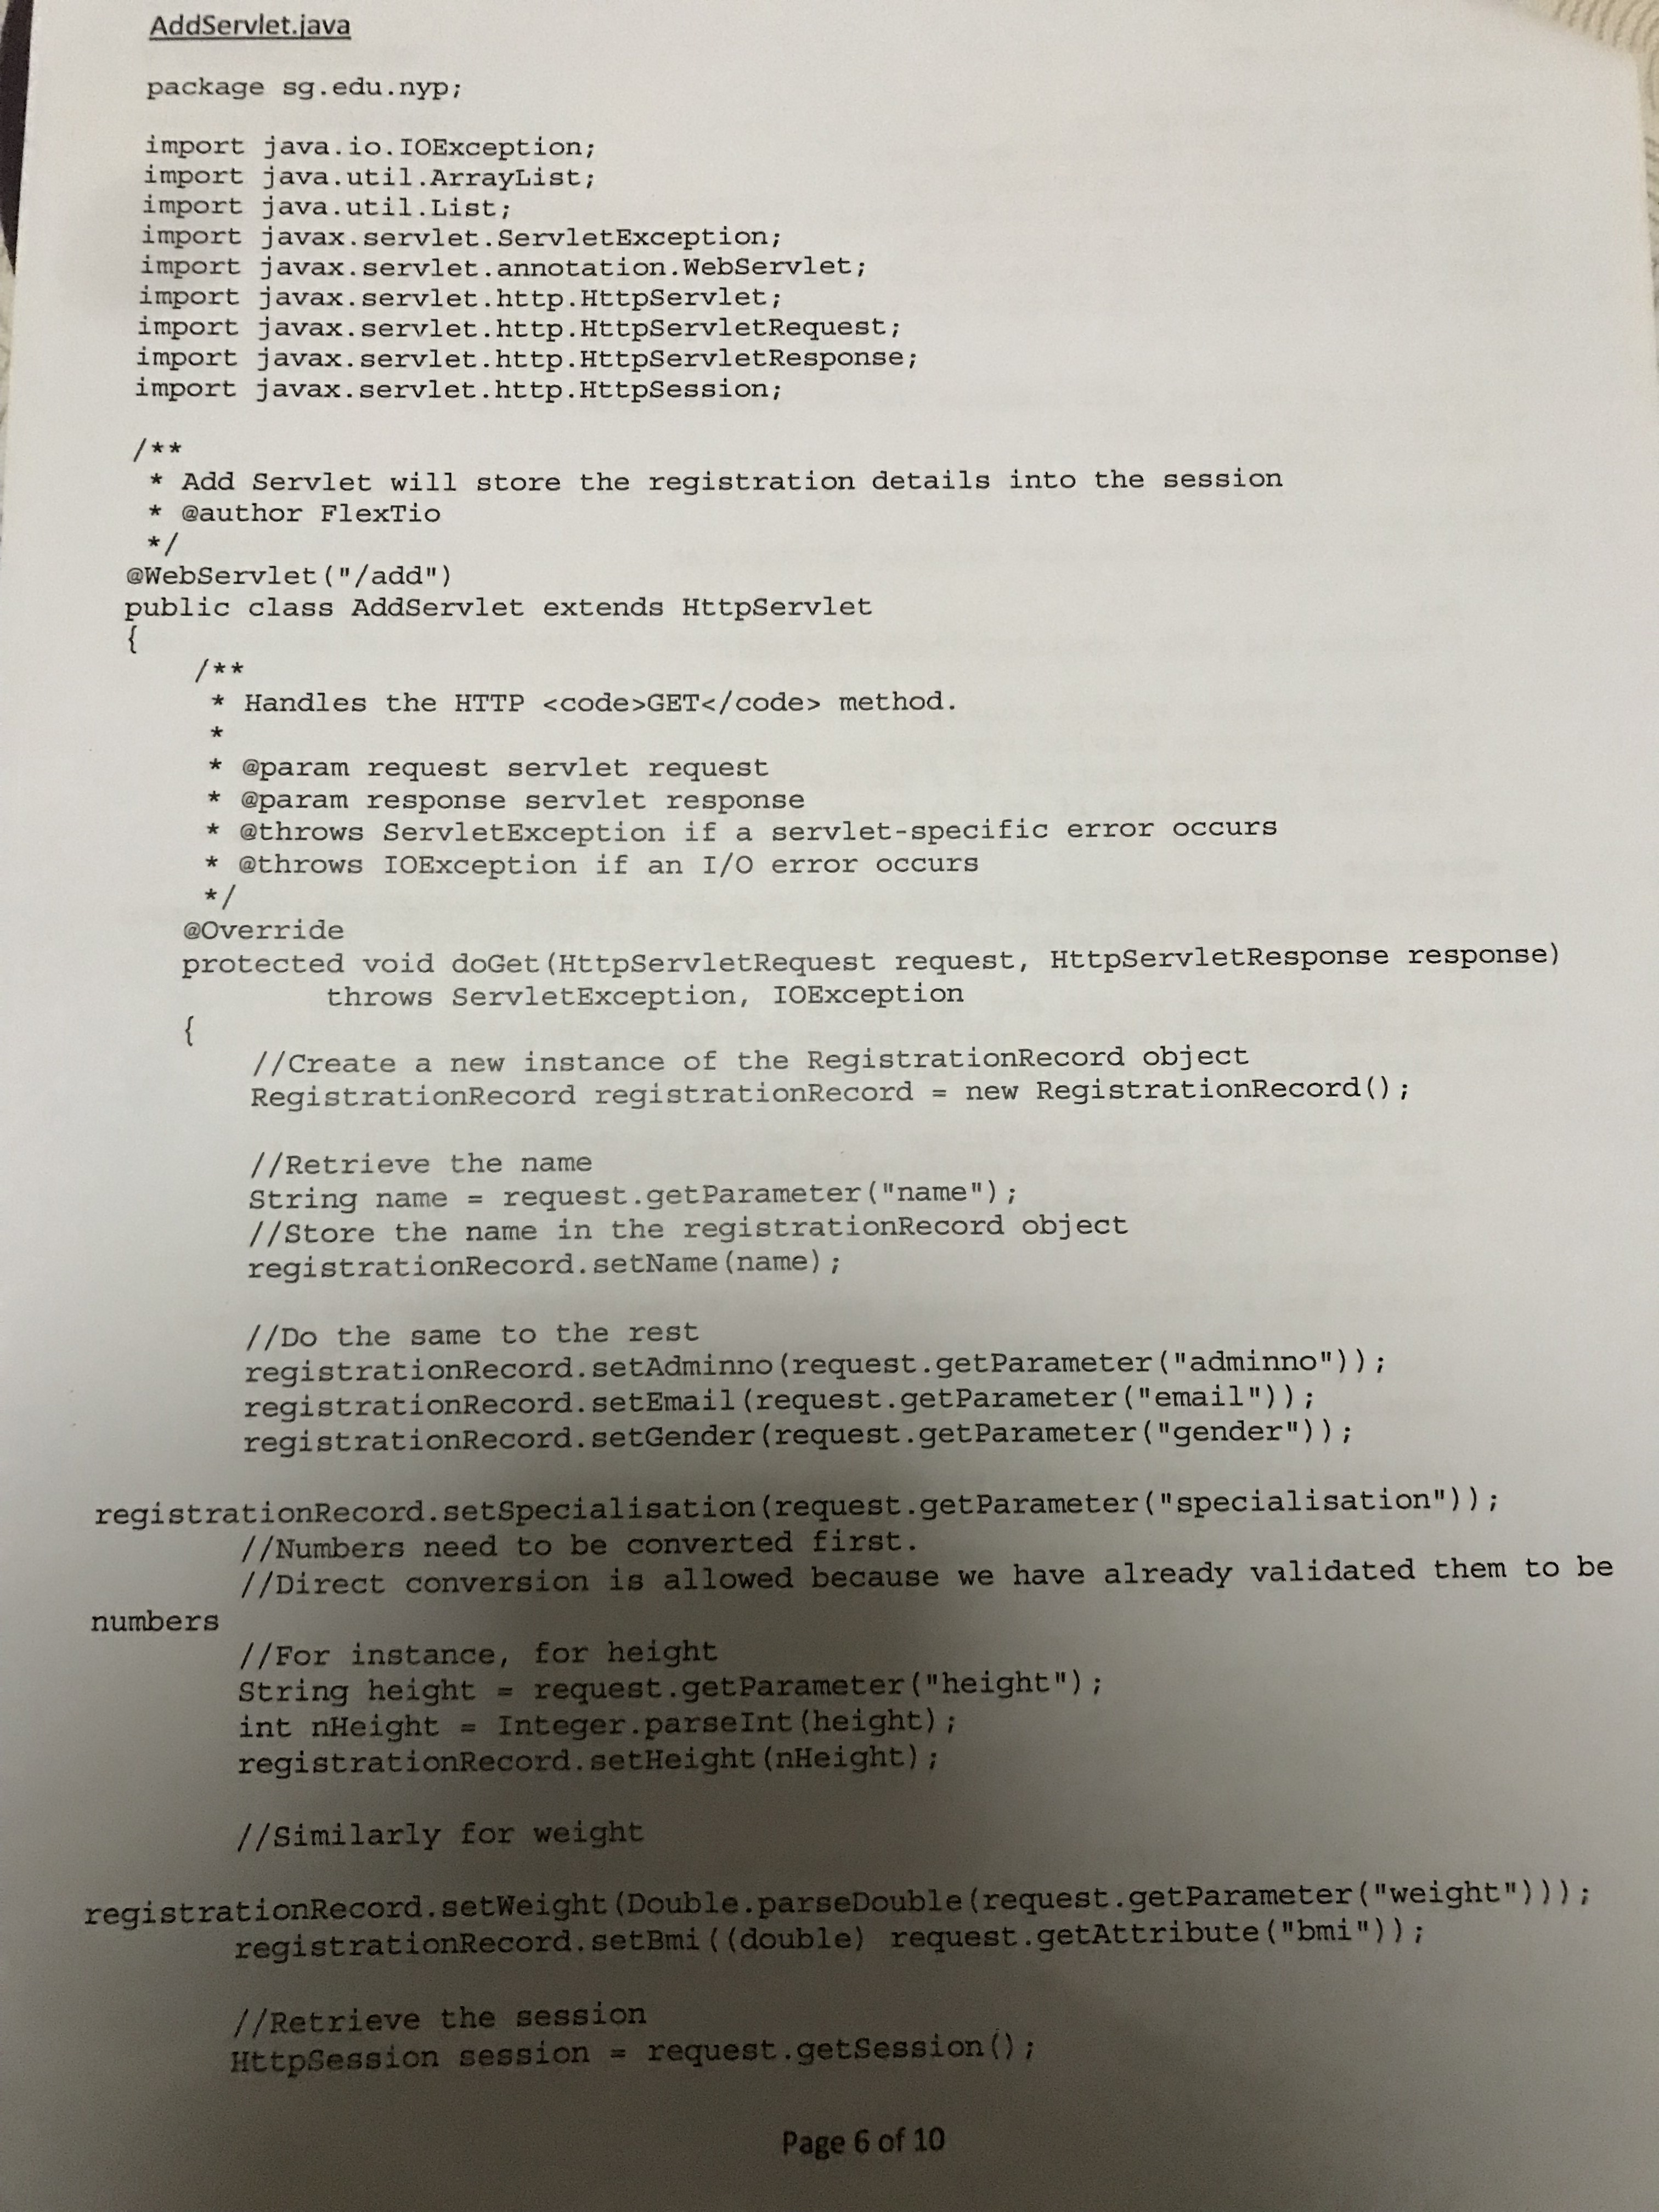 AddServlet.java
package sg.edu.nyp;
import java.io.IOException;
import java.util.ArrayList;
import java.util.List;
import javax.servlet.ServletException;
import javax.servlet.annotation.WebServlet;
import javax.servlet.http.HttpServlet;
import javax.servlet.http.HttpServletRequest;
import javax.servlet.http.HttpServletResponse;
import javax.servlet.http.HttpSession;
/**
* Add Servlet will store the registration details into the session
* @author FlexTio
*/
@WebServlet("/add")
public class AddServlet extends HttpServlet
{
/**
* Handles the HTTP <code>GET</code> method.
*
* @param request servlet request
* @param response servlet response
* @throws ServletException if a servlet-specific error occurs
* @throws IOException if an I/O error occurs
*/
@Override
protected void doGet(HttpServletRequest request, HttpServletResponse response)
throws ServletException, IOException
{
//Create a new instance of the RegistrationRecord object
RegistrationRecord registrationRecord = new RegistrationRecord();
//Retrieve the name
String name = request.getParameter("name");
//Store the name in the registrationRecord object
registrationRecord.setName(name);
//Do the same to the rest
registrationRecord.setAdminno(request.getParameter("adminno"));
registrationRecord.setEmail(request.getParameter("email"));
registrationRecord.setGender(request.getParameter("gender"));
registrationRecord.setSpecialisation(request.getParameter("specialisation"));
//Numbers need to be converted first.
//Direct conversion is allowed because we have already validated them to be
numbers
//For instance, for height
String height = request.getParameter("height");
int nHeight = Integer.parseInt(height);
registrationRecord.setHeight(nHeight);
//Similarly for weight
registrationRecord.setWeight(Double.parseDouble(request.getParameter("weight")));
registrationRecord.setBmi((double) request.getAttribute("bmi"));
//Retrieve the session
HttpSession session = request.getSession();
Page 6 of 10